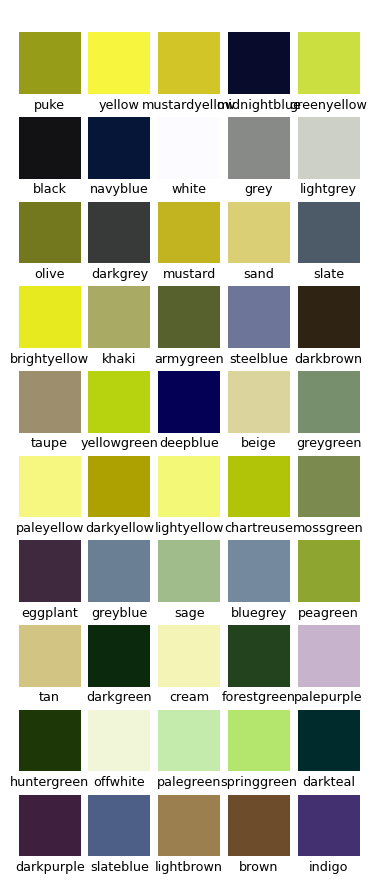 puke yellow mustardyellow midnightblue greenyellow
black navyblue white grey lightgrey
olive darkgrey mustard sand slate
brightyellow khaki armygreen steelblue darkbrown
taupe yellowgreen deepblue beige greygreen
paleyellow darkyellow lightyellow chartreuse mossgreen
eggplant greyblue sage bluegrey peagreen
tan darkgreen cream forestgreen palepurple
huntergreen offwhite palegreen springgreen darkteal
darkpurple slateblue lightbrown brown indigo